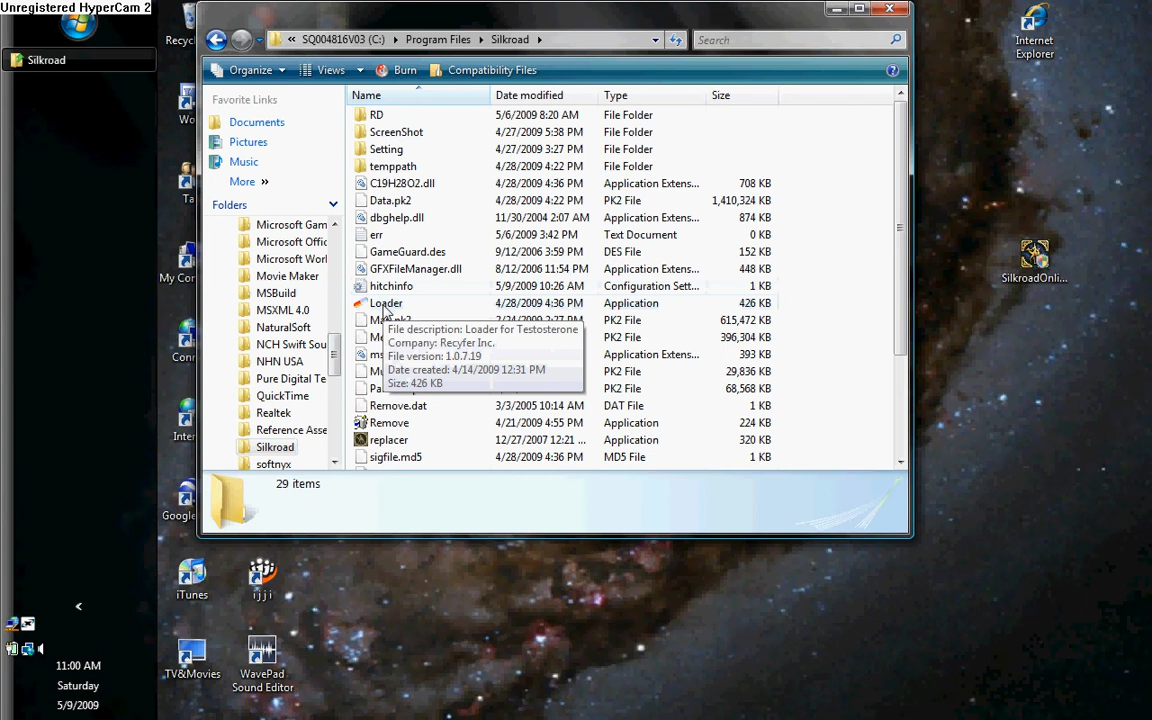 Unregistered HyperCam 2
Silkroad
11:00 AM
Saturday
5/9/2009
Recyc
Wo
Ta
My Con
Con
Inter
Google
iTunes
ijji
TV&Movies
WavePad
Sound Editor
Internet
Explorer
SilkroadOnli...
« SQ004816V03 (C:) Program Files Silkroad
Search
Organize Views Burn Compatibility Files
Favorite Links
Documents
Pictures
Music
More »
Folders
Microsoft Gam
Microsoft Offic
Microsoft Worl
Movie Maker
MSBuild
MSXML 4.0
NaturalSoft
NCH Swift Sou
NHN USA
Pure Digital Te
QuickTime
Realtek
Reference Asse
Silkroad
softnyx
Name Date modified Type Size
RD 5/6/2009 8:20 AM File Folder
ScreenShot 4/27/2009 5:38 PM File Folder
Setting 4/27/2009 3:27 PM File Folder
temppath 4/28/2009 4:22 PM File Folder
C19H28O2.dll 4/28/2009 4:36 PM Application Extens... 708 KB
Data.pk2 4/28/2009 4:22 PM PK2 File 1,410,324 KB
dbghelp.dll 11/30/2004 2:07 AM Application Extens... 874 KB
err 5/6/2009 3:42 PM Text Document 0 KB
GameGuard.des 9/12/2006 3:59 PM DES File 152 KB
GFXFileManager.dll 8/12/2006 11:54 PM Application Extens... 448 KB
hitchinfo 5/9/2009 10:26 AM Configuration Sett... 1 KB
Loader 4/28/2009 4:36 PM Application 426 KB
PK2 File 615,472 KB
PK2 File 396,304 KB
Application Extens... 393 KB
PK2 File 29,836 KB
PK2 File 68,568 KB
Remove.dat 3/3/2005 10:14 AM DAT File 1 KB
Remove 4/21/2009 4:55 PM Application 224 KB
replacer 12/27/2007 12:21 ... Application 320 KB
sigfile.md5 4/28/2009 4:36 PM MD5 File 1 KB
File description: Loader for Testosterone
Company: Recyfer Inc.
File version: 1.0.7.19
Date created: 4/14/2009 12:31 PM
Size: 426 KB
29 items